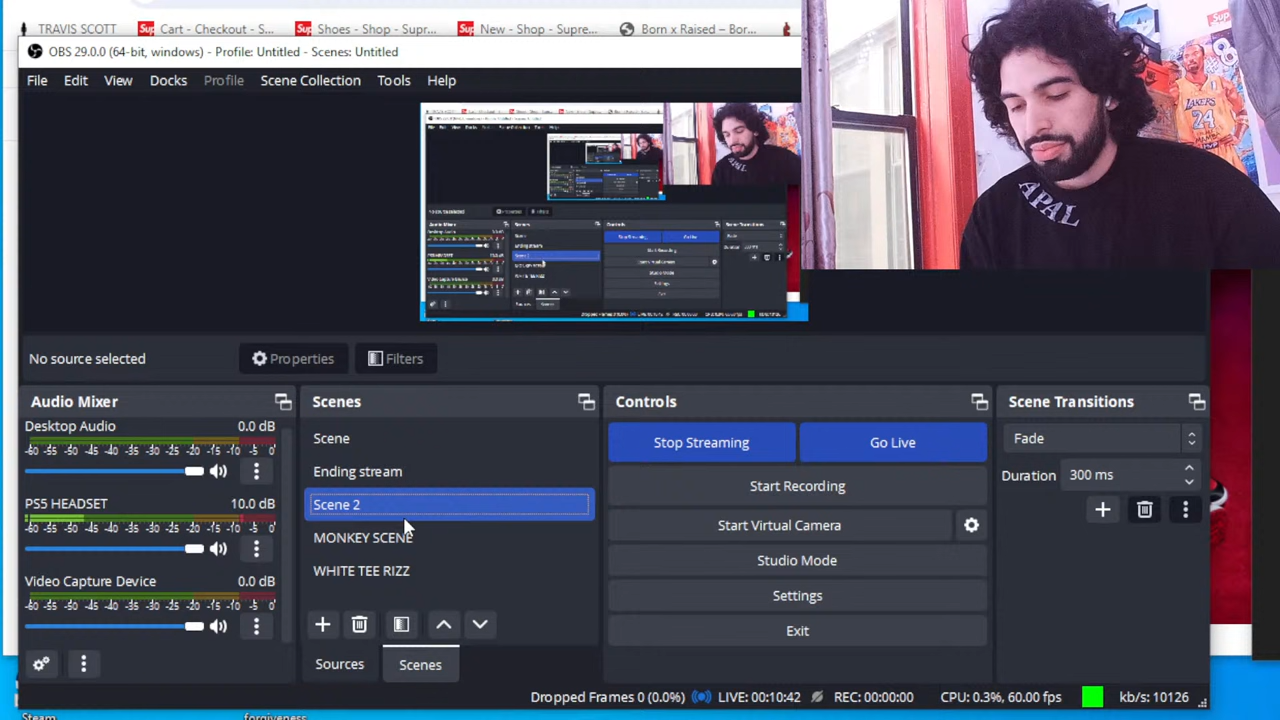 TRAVIS SCOTT
Sup Cart - Checkout - S...
Sup Shoes - Shop - Supr...
Sup New - Shop - Supre...
Born x Raised – Bor...
OBS 29.0.0 (64-bit, windows) - Profile: Untitled - Scenes: Untitled
File Edit View Docks Profile Scene Collection Tools Help
LAKERS
24
8
APAL
No source selected
Properties
Filters
Audio Mixer
Desktop Audio 0.0 dB
-60 -55 -50 -45 -40 -35 -30 -25 -20 -15 -10 -5 0
PS5 HEADSET 10.0 dB
-60 -55 -50 -45 -40 -35 -30 -25 -20 -15 -10 -5 0
Video Capture Device 0.0 dB
-60 -55 -50 -45 -40 -35 -30 -25 -20 -15 -10 -5 0
Scenes
Scene
Ending stream
Scene 2
MONKEY SCENE
WHITE TEE RIZZ
Sources
Scenes
Controls
Stop Streaming
Go Live
Start Recording
Start Virtual Camera
Studio Mode
Settings
Exit
Scene Transitions
Fade
Duration 300 ms
Dropped Frames 0 (0.0%) LIVE: 00:10:42 REC: 00:00:00 CPU: 0.3%, 60.00 fps kb/s: 10126
Steam
forgiveness